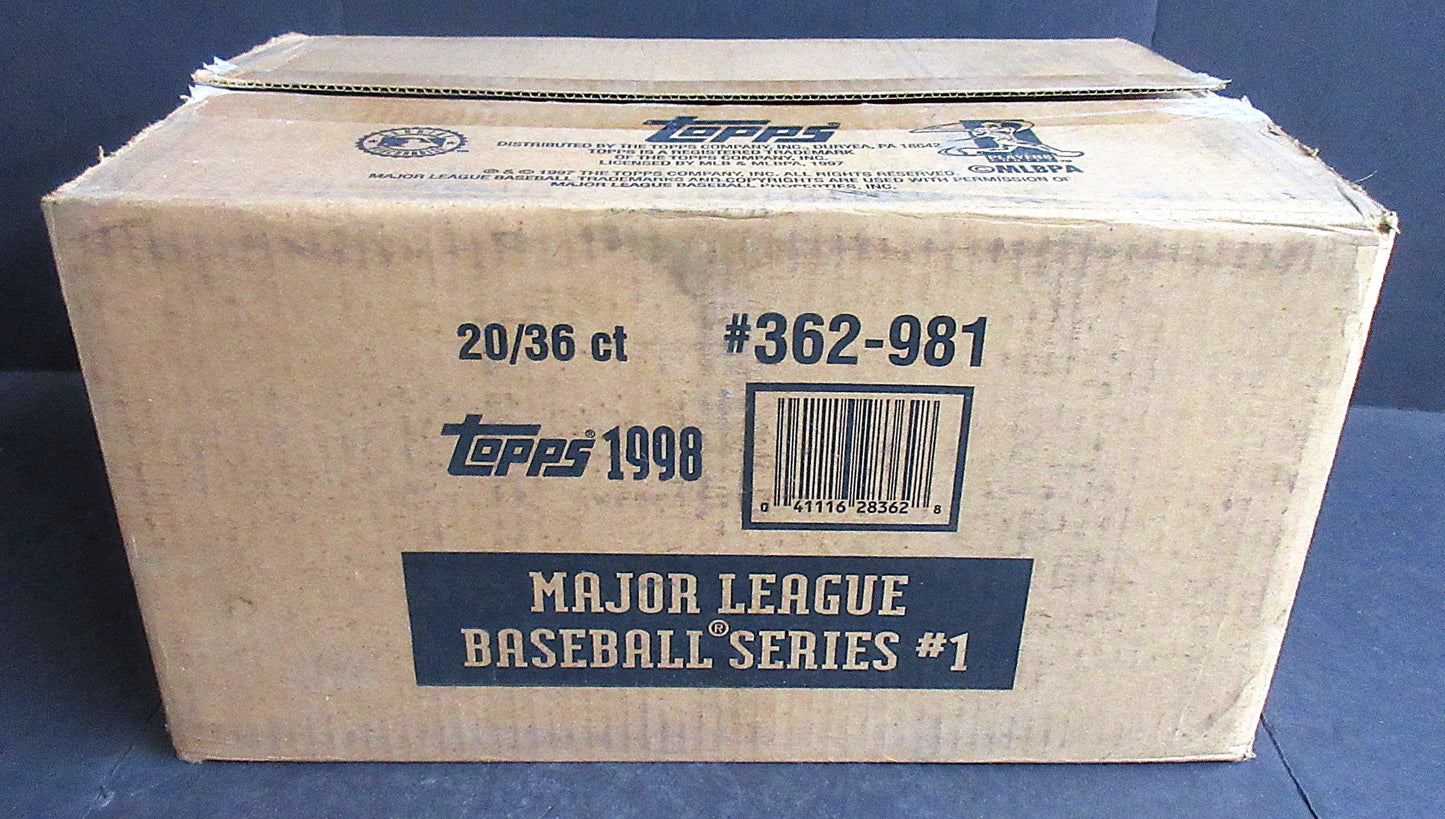 TOPPS
DISTRIBUTED BY THE TOPPS COMPANY, INC., DURYEA, PA 18642
TOPPS IS A REGISTERED TRADEMARK
OF THE TOPPS COMPANY, INC.
LICENSED BY MLB & MLBPA, 1997
PLAYERS
©MLBPA
® & © 1997 THE TOPPS COMPANY, INC. ALL RIGHTS RESERVED
MAJOR LEAGUE BASEBALL TRADEMARKS AND COPYRIGHTS ARE USED WITH PERMISSION OF
MAJOR LEAGUE BASEBALL PROPERTIES, INC.
20/36 ct #362-981
TOPPS® 1998
0 41116 28362 8
MAJOR LEAGUE
BASEBALL® SERIES #1